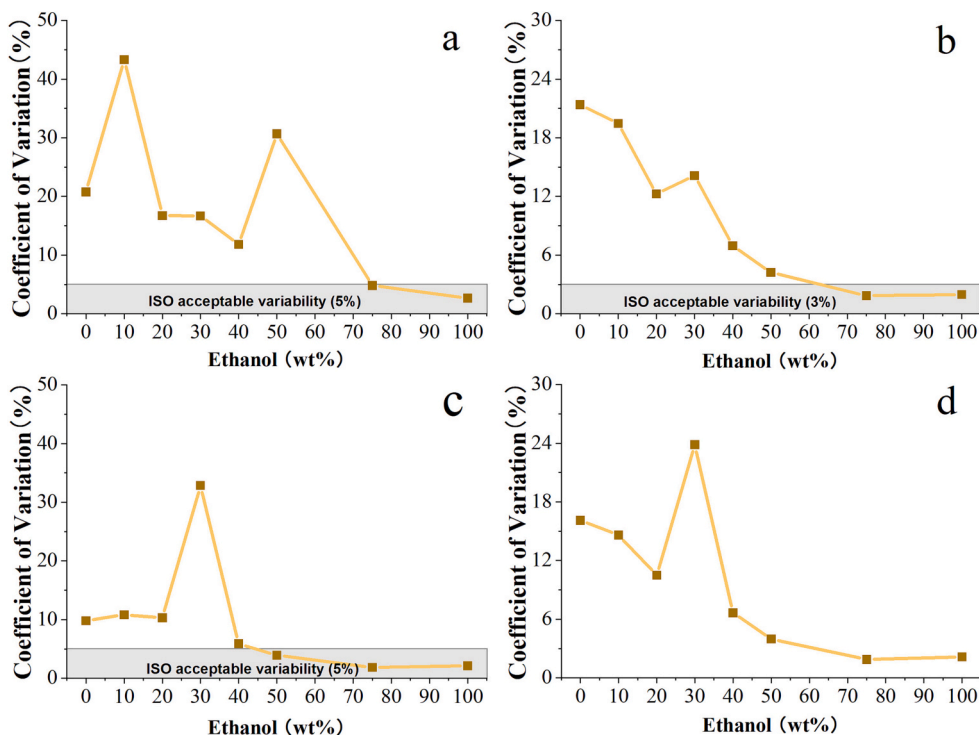 a
Coefficient of Variation (%)
50
40
30
20
10
0
ISO acceptable variability (5%)
0 10 20 30 40 50 60 70 80 90 100
Ethanol (wt%)
b
Coefficient of Variation (%)
30
24
18
12
6
0
ISO acceptable variability (3%)
0 10 20 30 40 50 60 70 80 90 100
Ethanol (wt%)
c
Coefficient of Variation (%)
50
40
30
20
10
0
ISO acceptable variability (5%)
0 10 20 30 40 50 60 70 80 90 100
Ethanol (wt%)
d
Coefficient of Variation (%)
30
24
18
12
6
0
0 10 20 30 40 50 60 70 80 90 100
Ethanol (wt%)